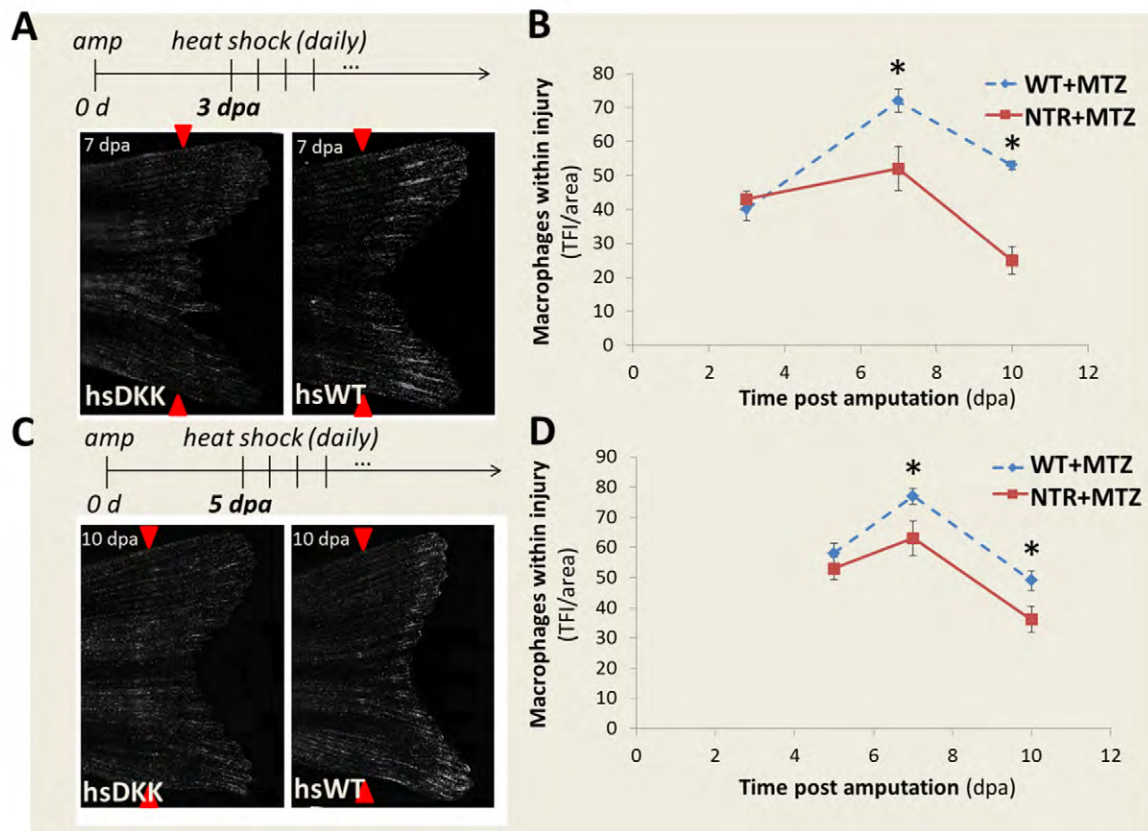 A
amp heat shock (daily)
...
0 d 3 dpa
7 dpa
hsDKK
7 dpa
hsWT
B
Macrophages within injury
(TFI/area)
80
70
60
50
40
30
20
10
0
* *
WT+MTZ
NTR+MTZ
0 2 4 6 8 10 12
Time post amputation (dpa)
C
amp heat shock (daily)
...
0 d 5 dpa
10 dpa
hsDKK
10 dpa
hsWT
D
Macrophages within injury
(TFI/area)
90
80
70
60
50
40
30
20
10
0
* *
WT+MTZ
NTR+MTZ
0 2 4 6 8 10 12
Time post amputation (dpa)